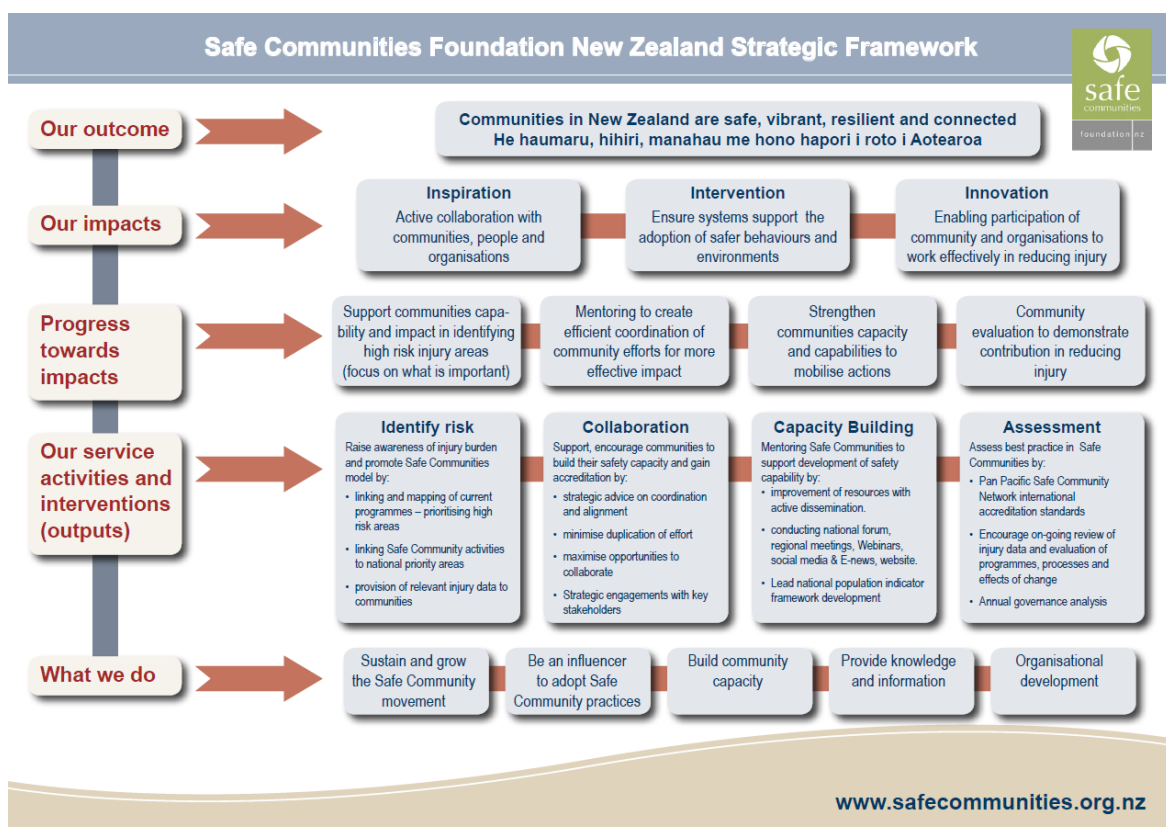 Safe Communities Foundation New Zealand Strategic Framework
safe
communities
foundation nz
Our outcome
Communities in New Zealand are safe, vibrant, resilient and connected
He haumaru, hihiri, manahau me hono hapori i roto i Aotearoa
Our impacts
Inspiration
Active collaboration with
communities, people and
organisations
Intervention
Ensure systems support the
adoption of safer behaviours and
environments
Innovation
Enabling participation of
community and organisations to
work effectively in reducing injury
Progress
towards
impacts
Support communities capa-
bility and impact in identifying
high risk injury areas
(focus on what is important)
Mentoring to create
efficient coordination of
community efforts for more
effective impact
Strengthen
communities capacity
and capabilities to
mobilise actions
Community
evaluation to demonstrate
contribution in reducing
injury
Our service
activities and
interventions
(outputs)
Identify risk
Raise awareness of injury burden
and promote Safe Communities
model by:
• linking and mapping of current
programmes – prioritising high
risk areas
• linking Safe Community activities
to national priority areas
• provision of relevant injury data to
communities
Collaboration
Support, encourage communities to
build their safety capacity and gain
accreditation by:
• strategic advice on coordination
and alignment
• minimise duplication of effort
• maximise opportunities to
collaborate
• Strategic engagements with key
stakeholders
Capacity Building
Mentoring Safe Communities to
support development of safety
capability by:
• improvement of resources with
active dissemination.
• conducting national forum,
regional meetings, Webinars,
social media & E-news, website.
• Lead national population indicator
framework development
Assessment
Assess best practice in Safe
Communities by:
• Pan Pacific Safe Community
Network international
accreditation standards
• Encourage on-going review of
injury data and evaluation of
programmes, processes and
effects of change
• Annual governance analysis
What we do
Sustain and grow
the Safe Community
movement
Be an influencer
to adopt Safe
Community practices
Build community
capacity
Provide knowledge
and information
Organisational
development
www.safecommunities.org.nz